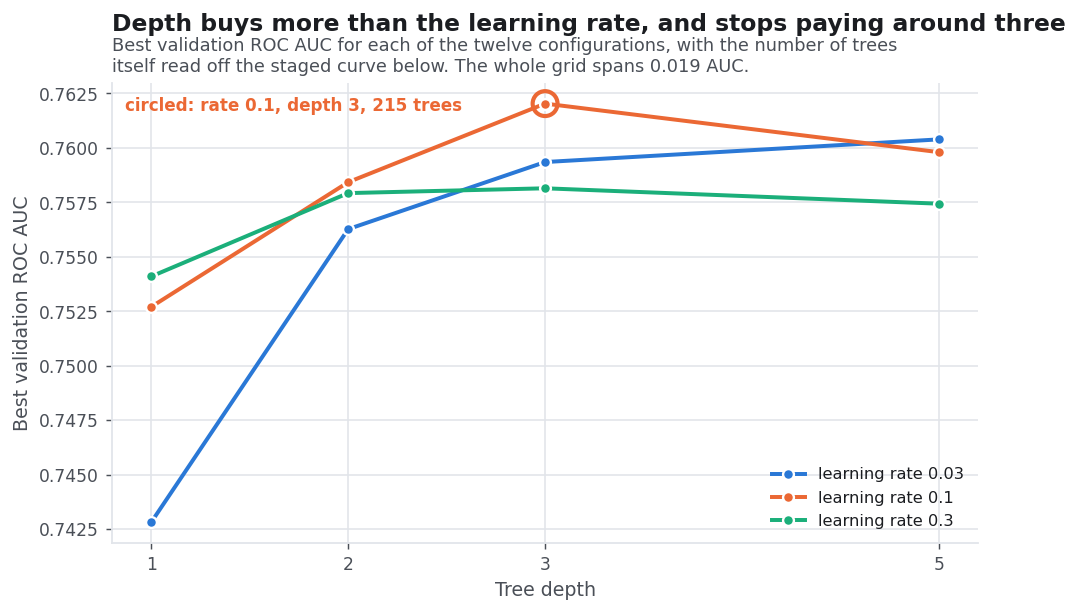 Depth buys more than the learning rate, and stops paying around three
Best validation ROC AUC for each of the twelve configurations, with the number of trees
itself read off the staged curve below. The whole grid spans 0.019 AUC.
circled: rate 0.1, depth 3, 215 trees
Best validation ROC AUC
0.7625
0.7600
0.7575
0.7550
0.7525
0.7500
0.7475
0.7450
0.7425
learning rate 0.03
learning rate 0.1
learning rate 0.3
1 2 3 5
Tree depth